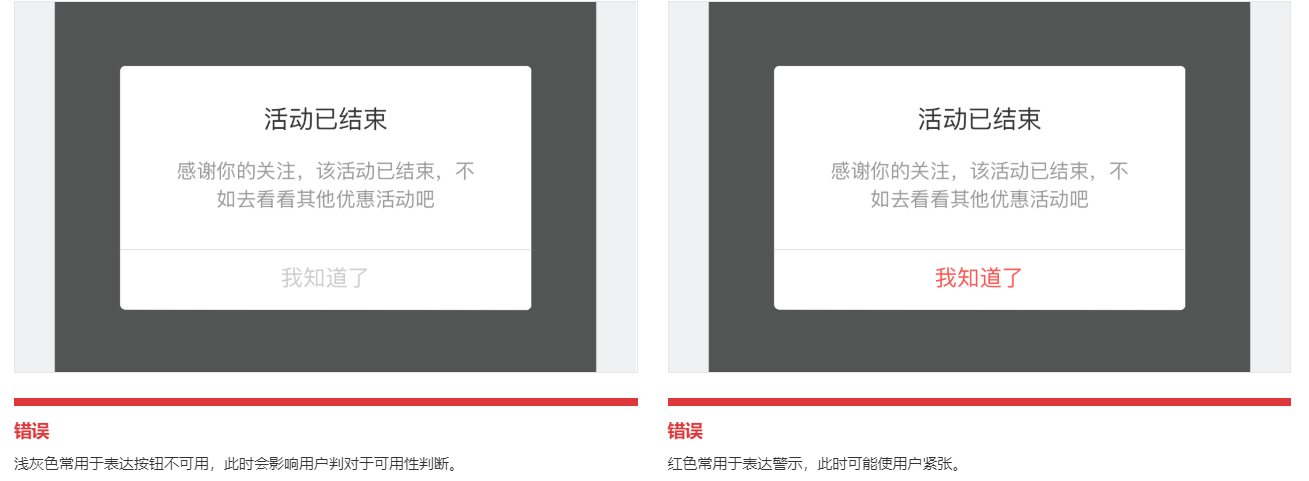 活动已结束
感谢你的关注，该活动已结束，不
如去看看其他优惠活动吧
我知道了
错误
浅灰色常用于表达按钮不可用，此时会影响用户判对于可用性判断。
活动已结束
感谢你的关注，该活动已结束，不
如去看看其他优惠活动吧
我知道了
错误
红色常用于表达警示，此时可能使用户紧张。